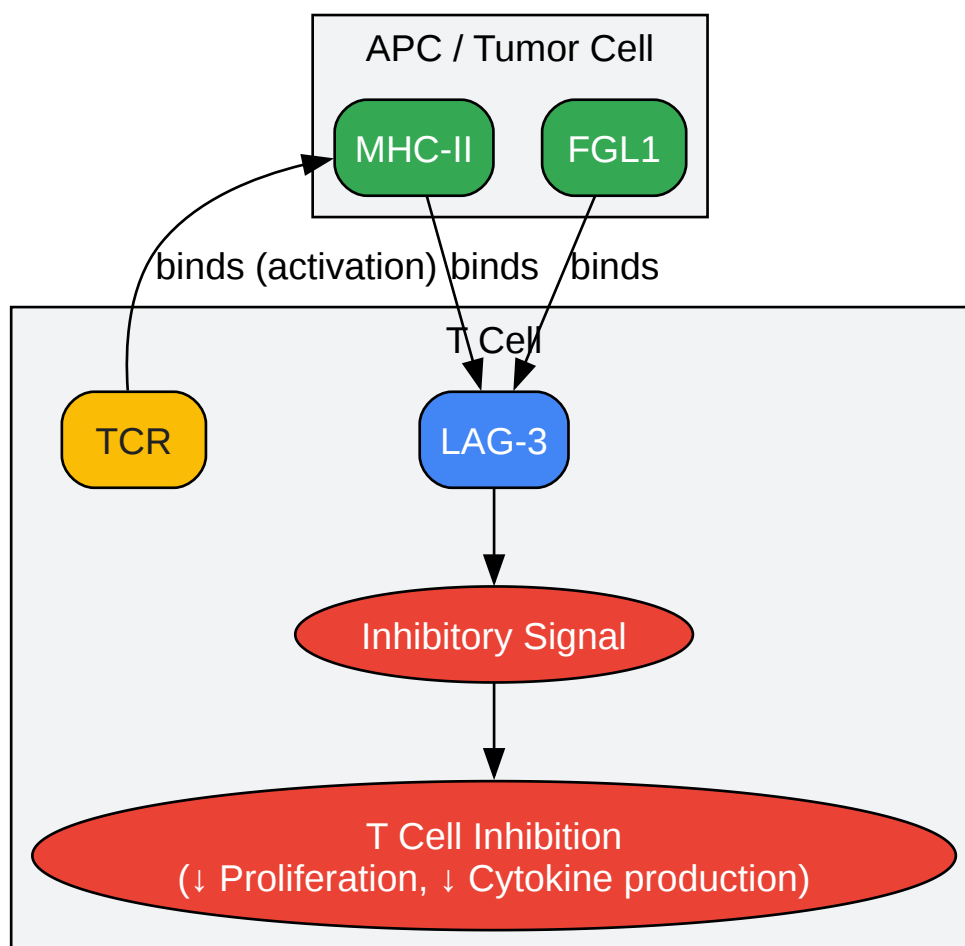 APC / Tumor Cell
MHC-II
FGL1
binds (activation)
binds
binds
T Cell
TCR
LAG-3
Inhibitory Signal
T Cell Inhibition
(↓ Proliferation, ↓ Cytokine production)